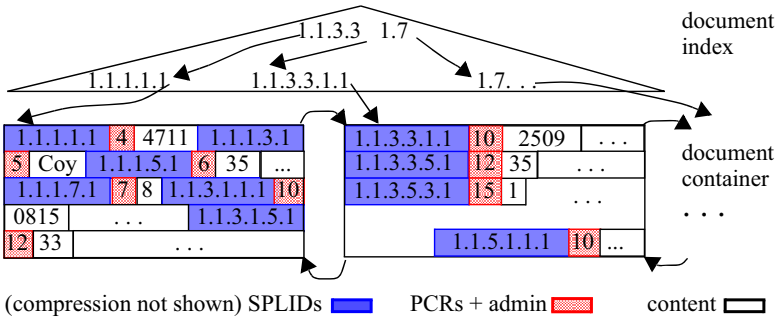 1.1.3.3 1.7 document
index
1.1.1.1.1 1.1.3.3.1.1 1.7. . .
1.1.1.1.1 4 4711 1.1.1.3.1 1.1.3.3.1.1 10 2509 . . .
5 Coy 1.1.1.5.1 6 35 ... 1.1.3.3.5.1 12 35 . . . document
1.1.1.7.1 7 8 1.1.3.1.1.1 10 1.1.3.5.3.1 15 1 . . . container
0815 . . . 1.1.3.1.5.1 . . .
12 33 . . . 1.1.5.1.1.1 10 ...
(compression not shown) SPLIDs PCRs + admin content